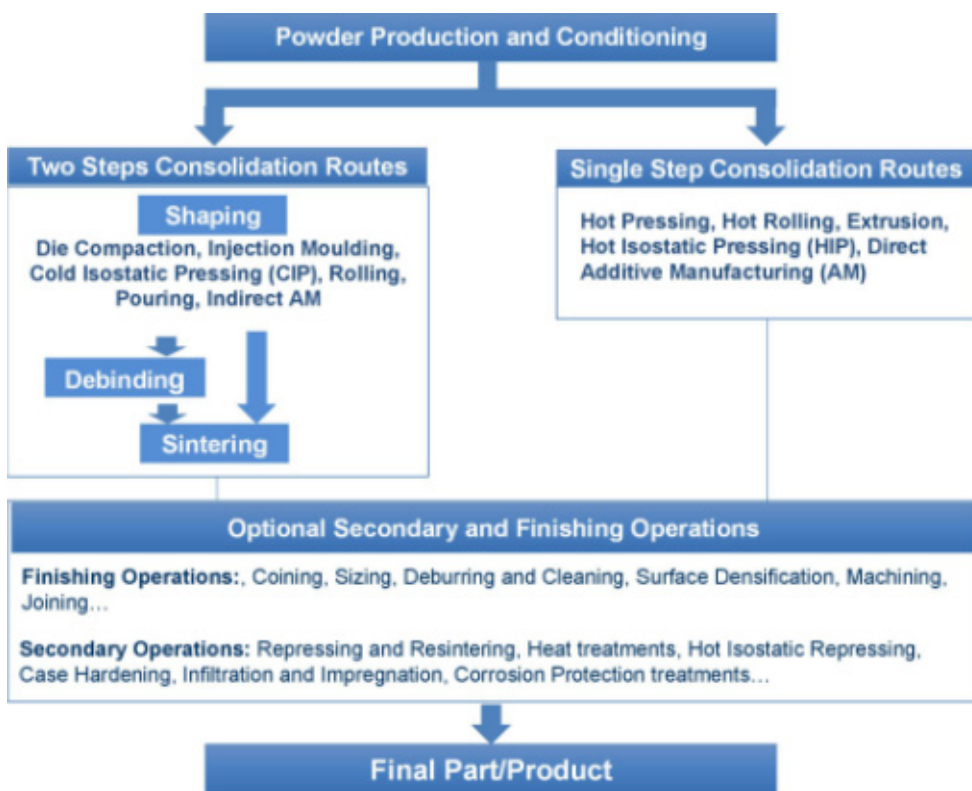 Powder Production and Conditioning
Two Steps Consolidation Routes
Shaping
Die Compaction, Injection Moulding,
Cold Isostatic Pressing (CIP), Rolling,
Pouring, Indirect AM
Debinding
Sintering
Single Step Consolidation Routes
Hot Pressing, Hot Rolling, Extrusion,
Hot Isostatic Pressing (HIP), Direct
Additive Manufacturing (AM)
Optional Secondary and Finishing Operations
Finishing Operations:, Coining, Sizing, Deburring and Cleaning, Surface Densification, Machining,
Joining...
Secondary Operations: Repressing and Resintering, Heat treatments, Hot Isostatic Repressing,
Case Hardening, Infiltration and Impregnation, Corrosion Protection treatments...
Final Part/Product